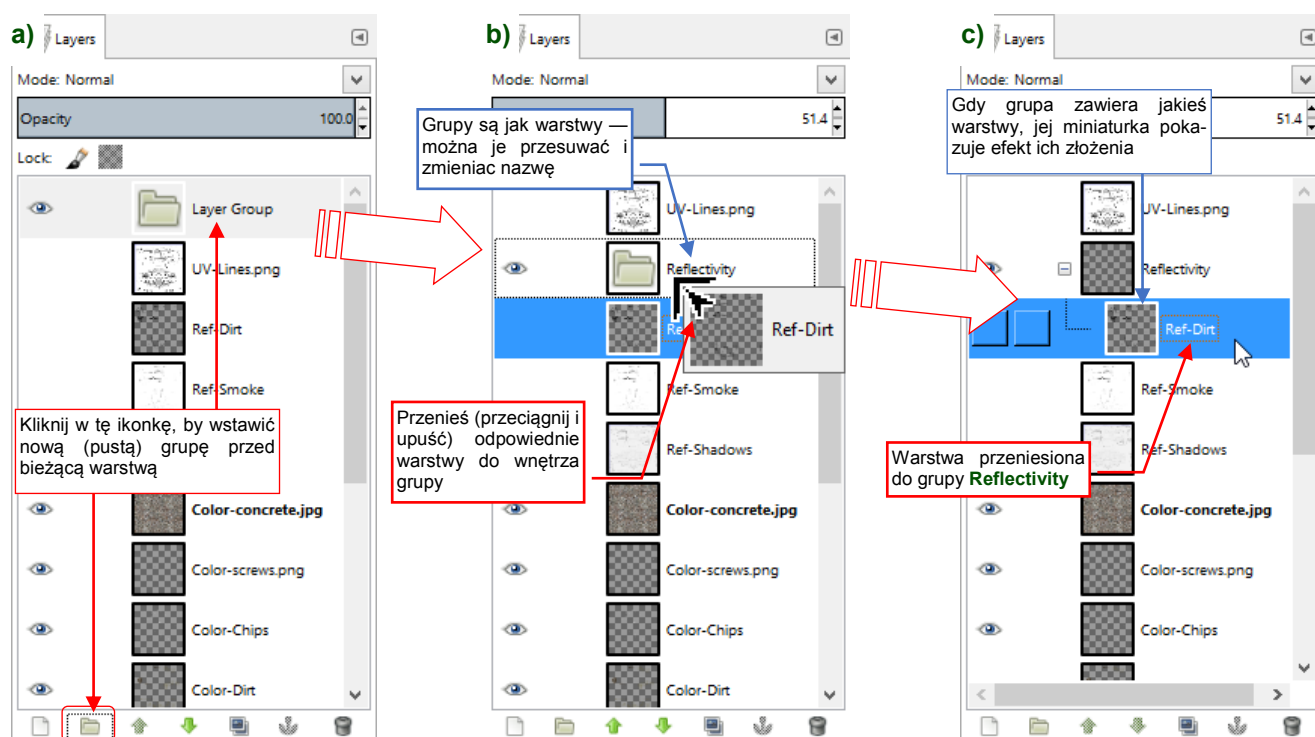 a)
Layers
Mode: Normal
Opacity 100.0
Lock:
Layer Group
UV-Lines.png
Ref-Dirt
Ref-Smoke
Kliknij w tę ikonkę, by wstawić
nową (pustą) grupę przed
bieżącą warstwą
Color-concrete.jpg
Color-screws.png
Color-Chips
Color-Dirt
b)
Layers
Mode: Normal
51.4
Grupy są jak warstwy —
można je przesuwać i
zmieniac nazwę
UV-Lines.png
Reflectivity
Ref-Dirt
Ref-Smoke
Przenieś (przeciągnij i
upuść) odpowiednie
warstwy do wnętrza
grupy
Ref-Shadows
Color-concrete.jpg
Color-screws.png
Color-Chips
Color-Dirt
c)
Layers
Mode: Normal
51.4
Gdy grupa zawiera jakieś
warstwy, jej miniaturka poka-
zuje efekt ich złożenia
UV-Lines.png
Reflectivity
Ref-Dirt
Ref-Smoke
Ref-Shadows
Warstwa przeniesiona
do grupy Reflectivity
Color-concrete.jpg
Color-screws.png
Color-Chips